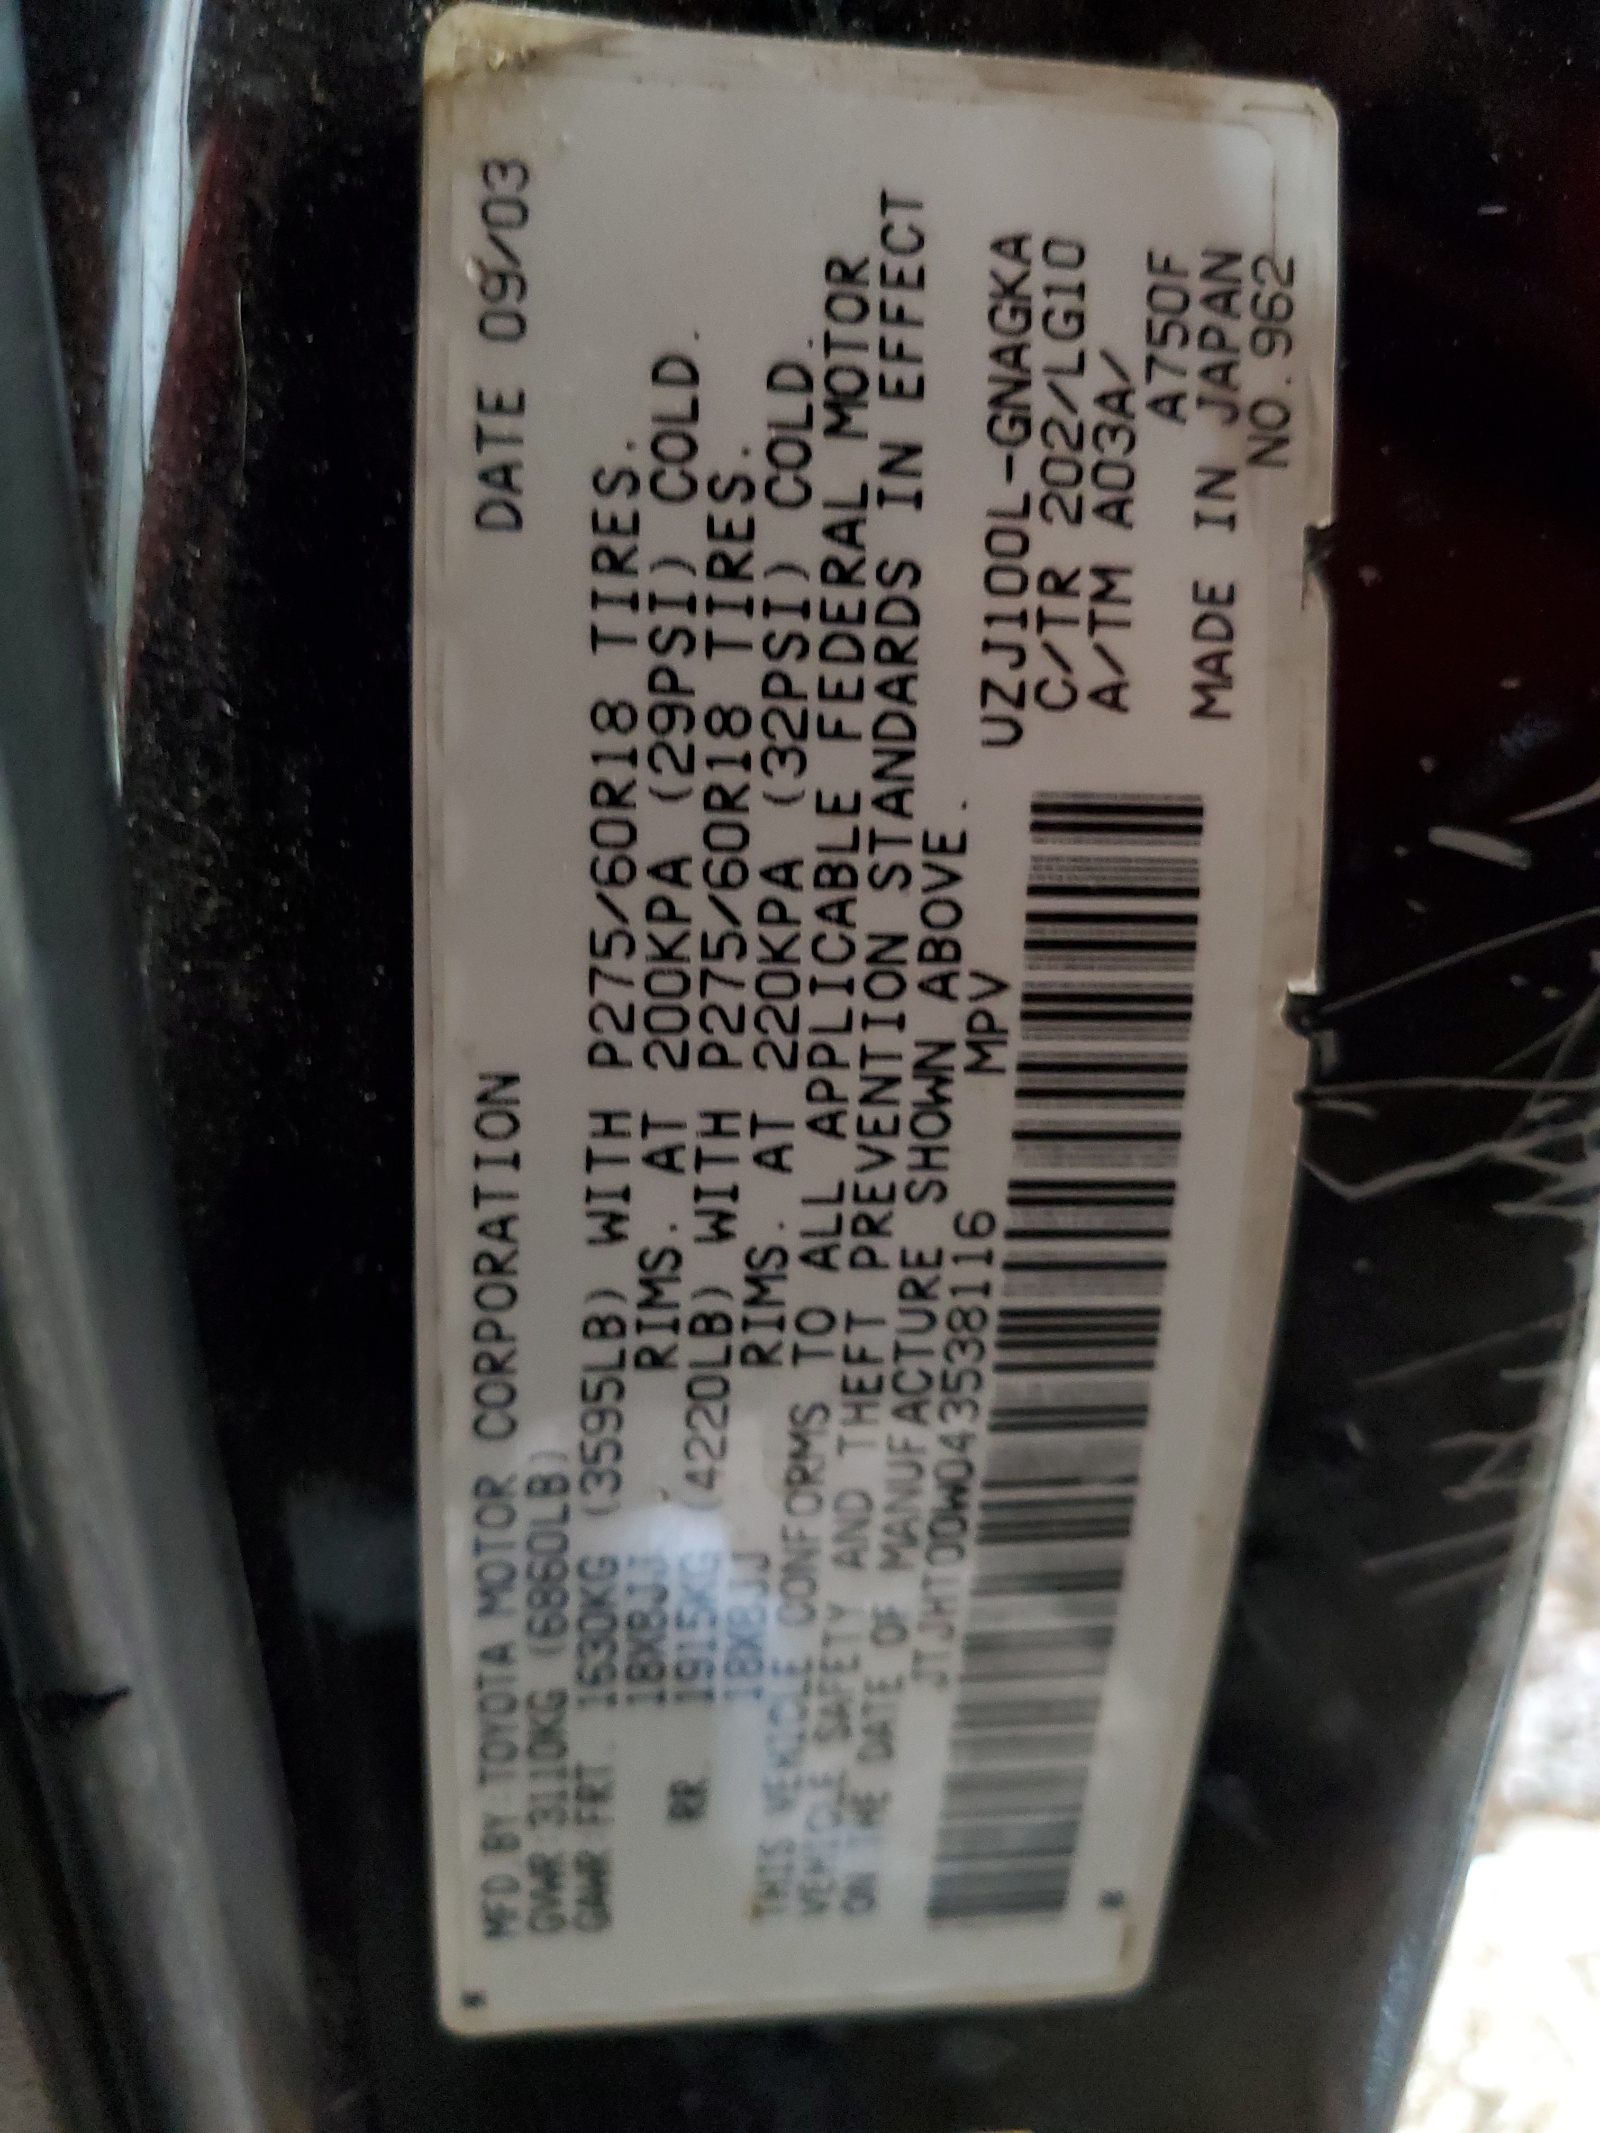 MFD BY:TOYOTA MOTOR CORPORATION DATE 09/03
GVWR 3110KG (6860LB)
GAWR FRT. 1630KG (3595LB) WITH P275/60R18 TIRES.
18X8JJ RIMS. AT 200KPA (29PSI) COLD.
RR 1915KG (4220LB) WITH P275/60R18 TIRES.
18X8JJ RIMS. AT 220KPA (32PSI) COLD.
THIS VEHICLE CONFORMS TO ALL APPLICABLE FEDERAL MOTOR
VEHICLE SAFETY AND THEFT PREVENTION STANDARDS IN EFFECT
ON THE DATE OF MANUFACTURE SHOWN ABOVE.
JTJHT00W043538116 MPV
UZJ100L-GNAGKA
C/TR 202/LG10
A/TM A03A/
A750F
MADE IN JAPAN
NO.962